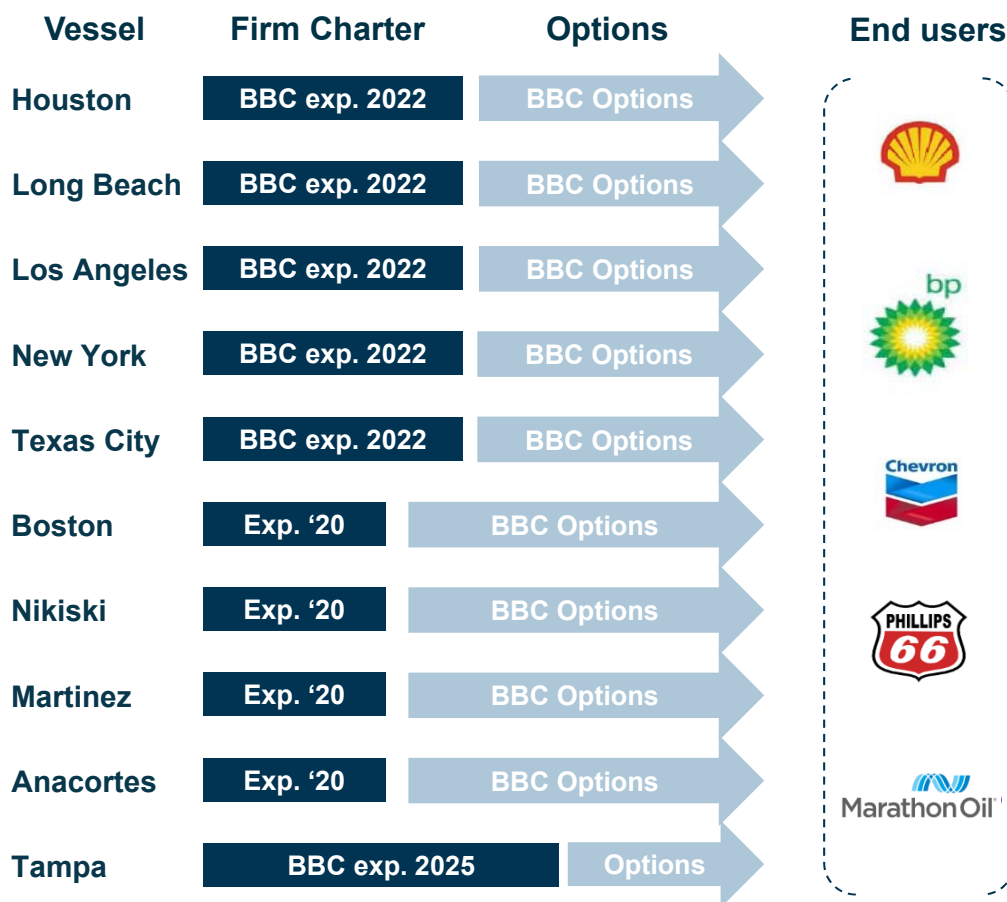 Vessel Firm Charter Options End users
Houston BBC exp. 2022 BBC Options
Long Beach BBC exp. 2022 BBC Options
Los Angeles BBC exp. 2022 BBC Options
bp
New York BBC exp. 2022 BBC Options
Texas City BBC exp. 2022 BBC Options
Chevron
Boston Exp. ‘20 BBC Options
Nikiski Exp. ‘20 BBC Options
PHILLIPS
66
Martinez Exp. ‘20 BBC Options
Anacortes Exp. ‘20 BBC Options
Marathon Oil
Tampa BBC exp. 2025 Options